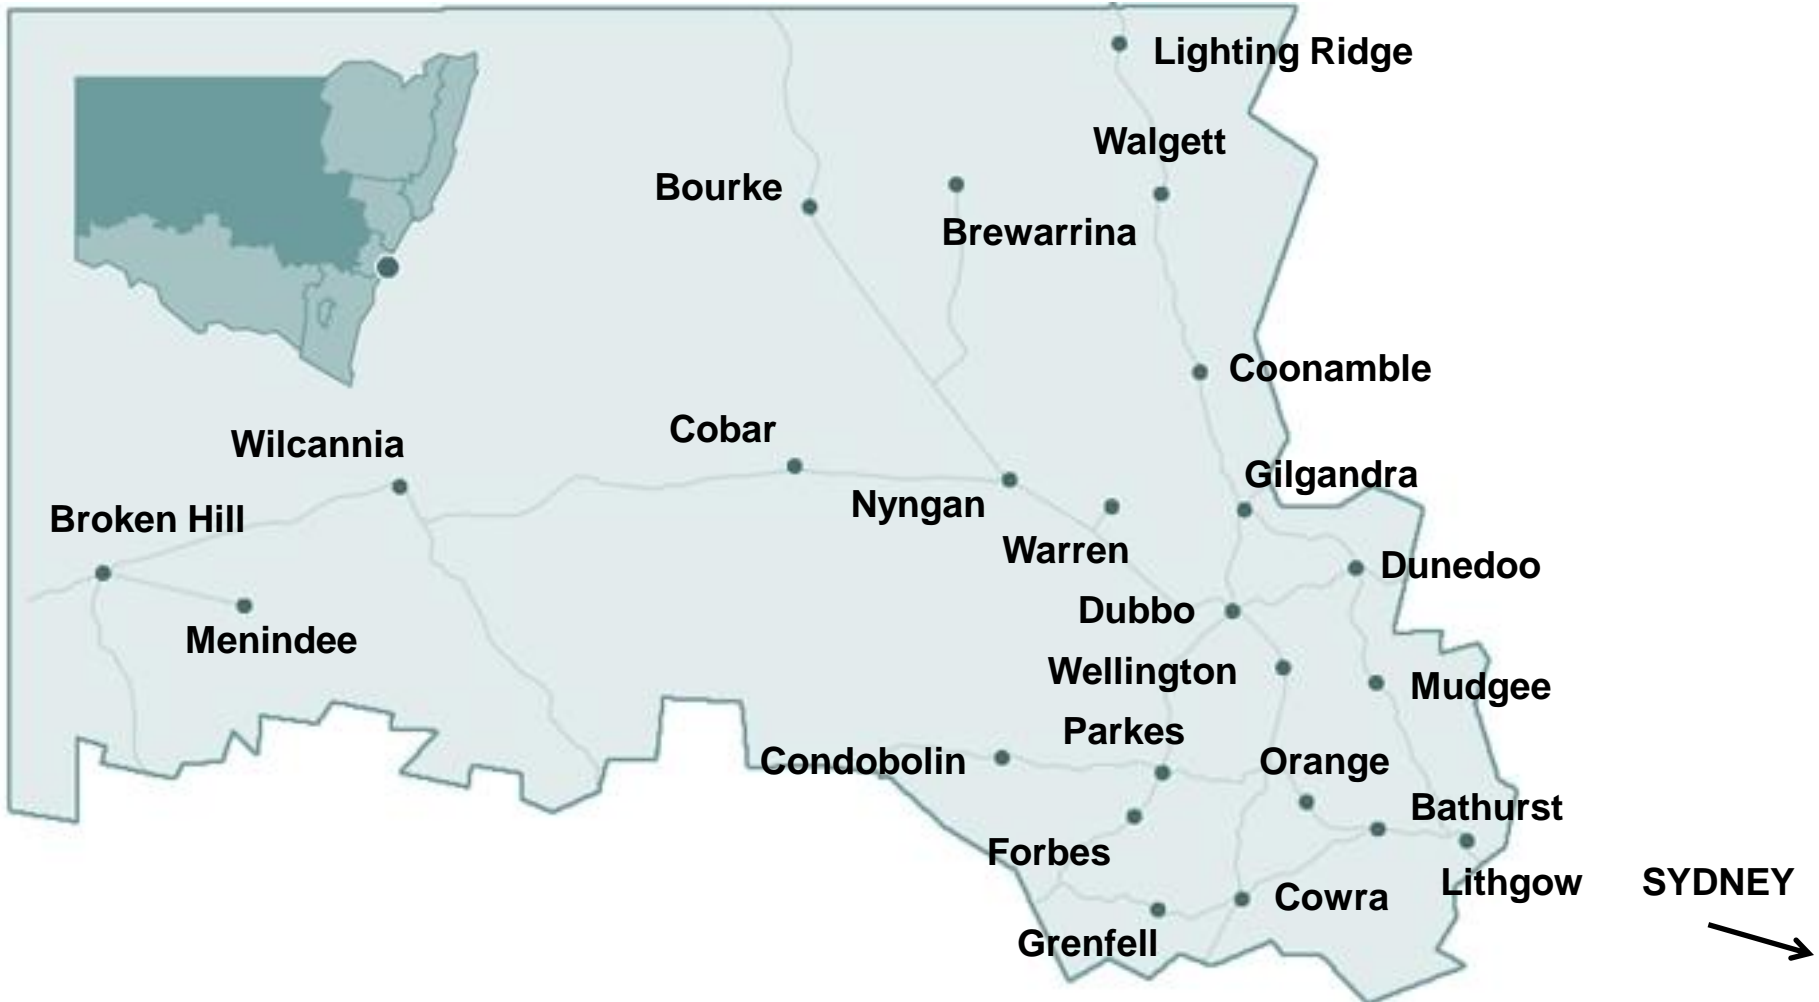 Lighting Ridge
Walgett
Bourke
Brewarrina
Coonamble
Cobar
Wilcannia
Gilgandra
Nyngan
Broken Hill
Warren
Dunedoo
Dubbo
Menindee
Wellington
Mudgee
Parkes
Condobolin
Orange
Bathurst
Forbes
Lithgow
SYDNEY
Cowra
Grenfell